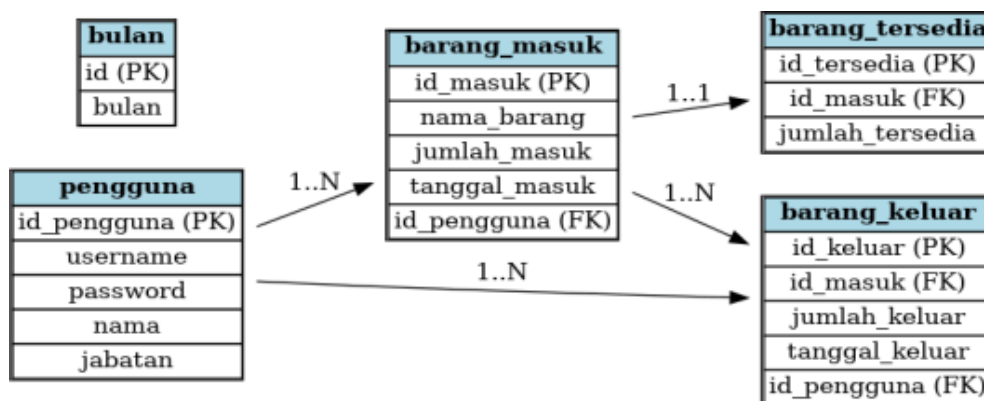 bulan
id (PK)
bulan
pengguna
id_pengguna (PK)
username
password
nama
jabatan
1..N
1..N
barang_masuk
id_masuk (PK)
nama_barang
jumlah_masuk
tanggal_masuk
id_pengguna (FK)
1..1
1..N
barang_tersedia
id_tersedia (PK)
id_masuk (FK)
jumlah_tersedia
barang_keluar
id_keluar (PK)
id_masuk (FK)
jumlah_keluar
tanggal_keluar
id_pengguna (FK)